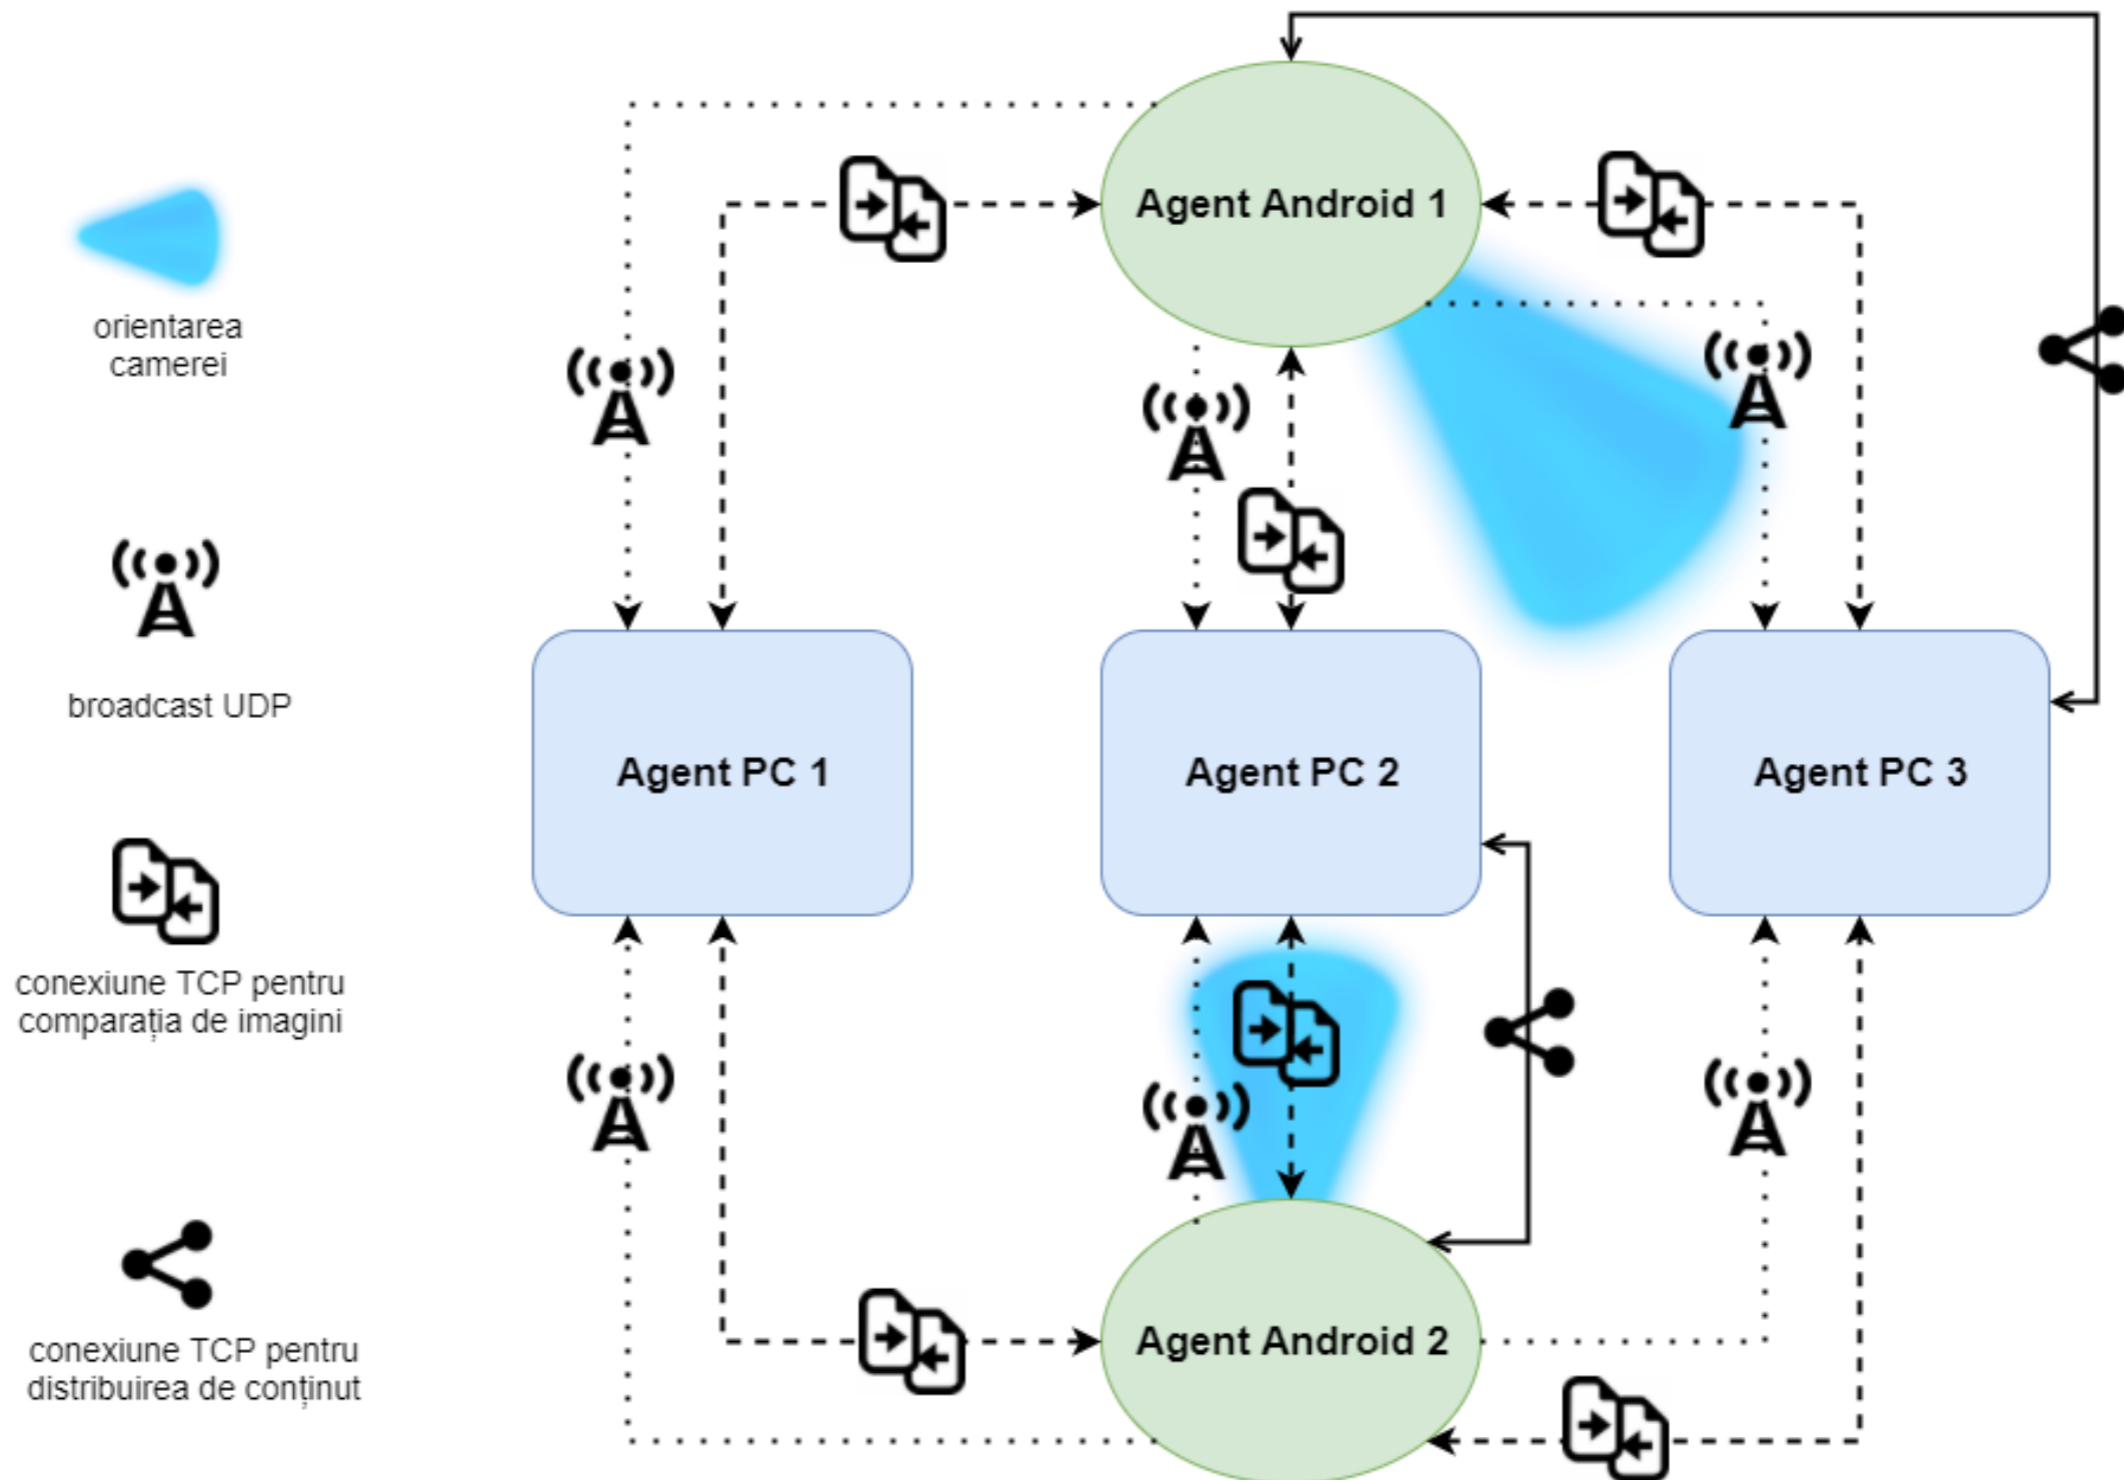 orientarea
camerei
broadcast UDP
conexiune TCP pentru
comparația de imagini
conexiune TCP pentru
distribuirea de conținut
Agent Android 1
Agent PC 1
Agent PC 2
Agent PC 3
Agent Android 2